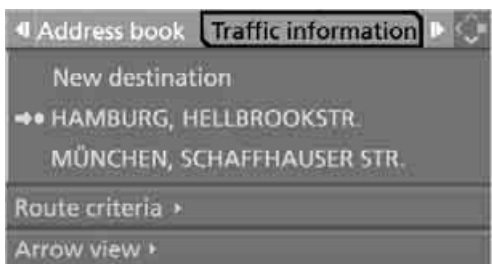 Address book Traffic information
New destination
HAMBURG, HELLBROOKSTR.
MÜNCHEN, SCHAFFHAUSER STR.
Route criteria
Arrow view